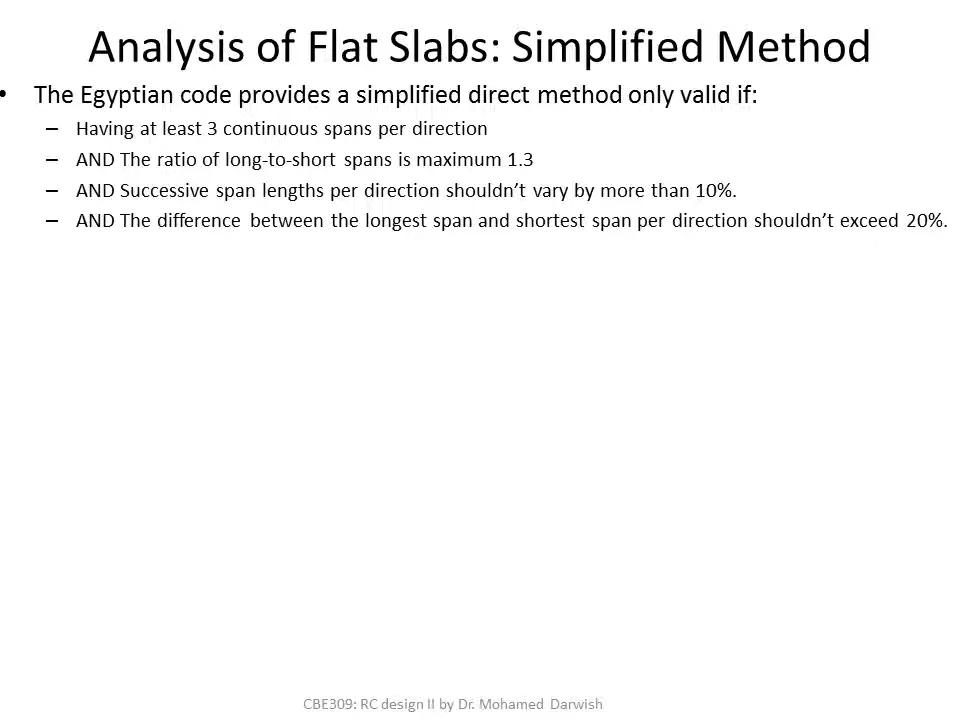 Analysis of Flat Slabs: Simplified Method
• The Egyptian code provides a simplified direct method only valid if:
– Having at least 3 continuous spans per direction
– AND The ratio of long-to-short spans is maximum 1.3
– AND Successive span lengths per direction shouldn’t vary by more than 10%.
– AND The difference between the longest span and shortest span per direction shouldn’t exceed 20%.
CBE309: RC design II by Dr. Mohamed Darwish